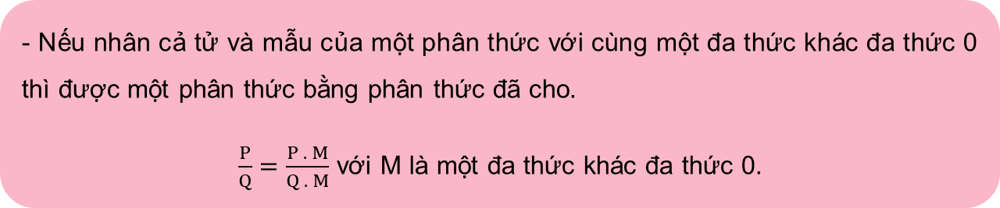 - Nếu nhân cả tử và mẫu của một phân thức với cùng một đa thức khác đa thức 0
thì được một phân thức bằng phân thức đã cho.
P/Q = P . M/Q . M với M là một đa thức khác đa thức 0.